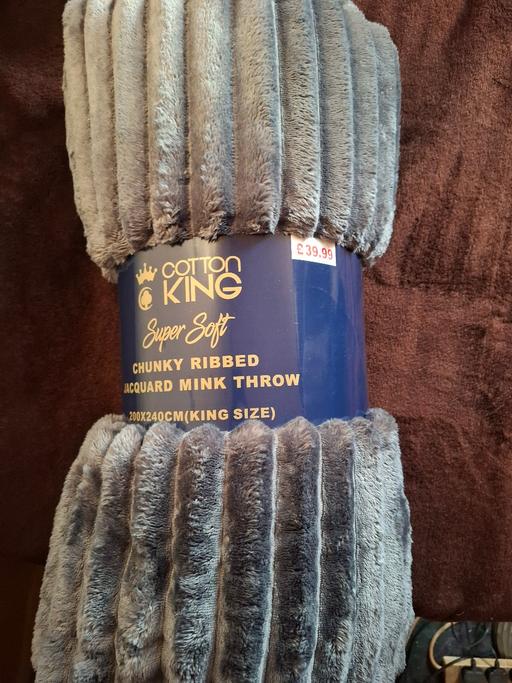 £39.99
COTTON
KING
Super Soft
CHUNKY RIBBED
JACQUARD MINK THROW
200X240CM(KING SIZE)